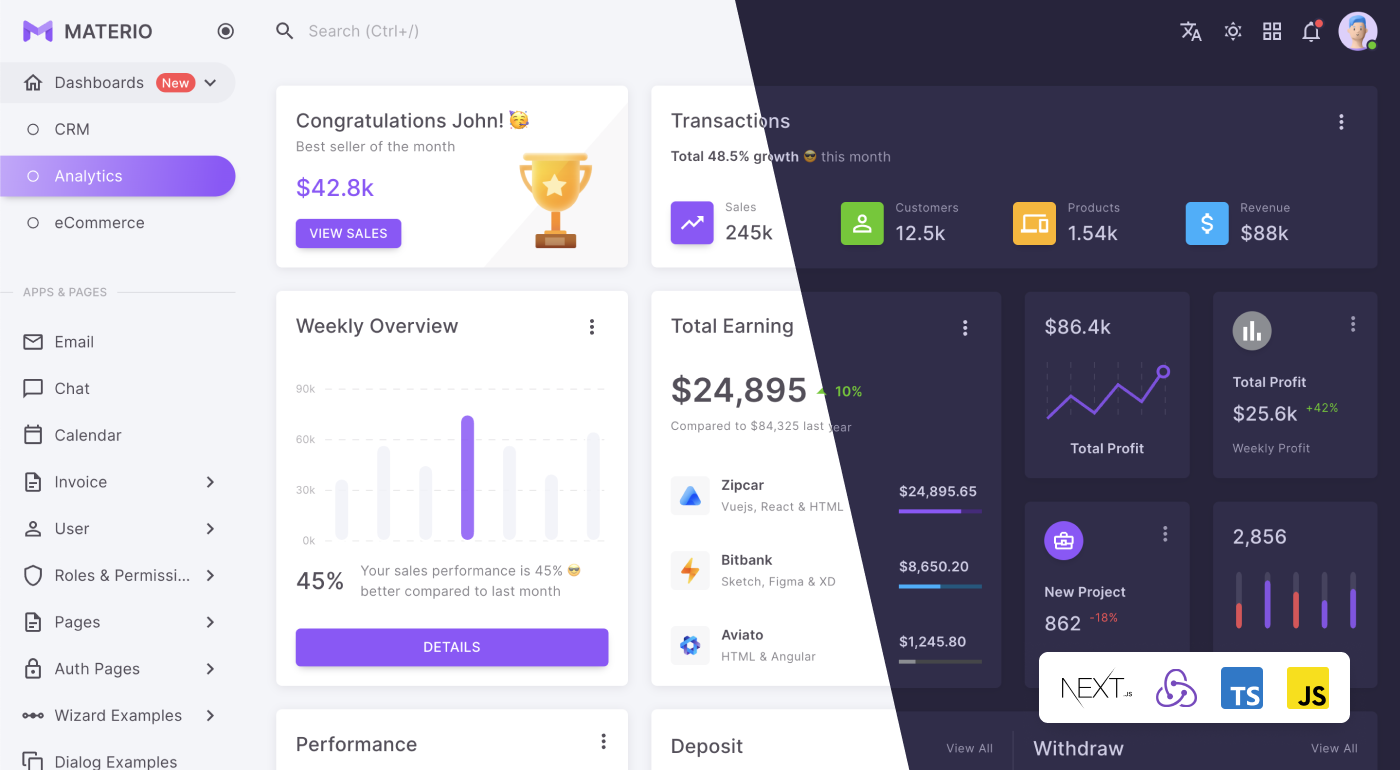 MATERIO
Search (Ctrl+/)
Dashboards New
CRM
Analytics
eCommerce
APPS & PAGES
Email
Chat
Calendar
Invoice
User
Roles & Permissi...
Pages
Auth Pages
Wizard Examples
Dialog Examples
Congratulations John! 🥳
Best seller of the month
$42.8k
VIEW SALES
Transactions
Total 48.5% growth 😎 this month
Sales
245k
Customers
12.5k
Products
1.54k
Revenue
$88k
Weekly Overview
90k
60k
30k
0k
45%
Your sales performance is 45% 😎
better compared to last month
DETAILS
Total Earning
$24,895 10%
Compared to $84,325 last year
Zipcar
Vuejs, React & HTML
$24,895.65
Bitbank
Sketch, Figma & XD
$8,650.20
Aviato
HTML & Angular
$1,245.80
$86.4k
Total Profit
Total Profit
$25.6k +42%
Weekly Profit
New Project
862 -18%
2,856
NEXT.JS
TS
JS
Performance
Deposit
View All
Withdraw
View All